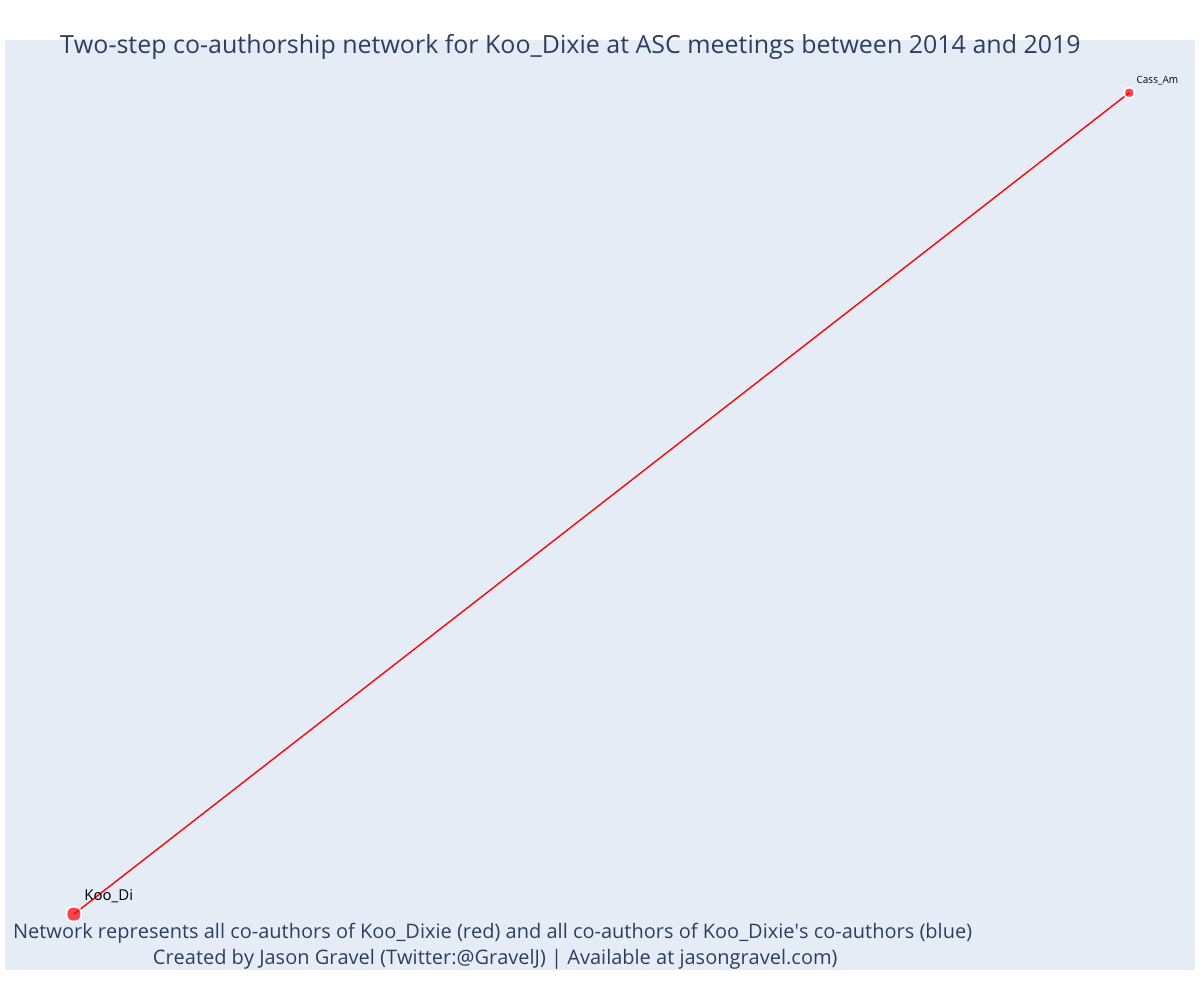 Two-step co-authorship network for Koo_Dixie at ASC meetings between 2014 and 2019
Cass_Am
Koo_Di
Network represents all co-authors of Koo_Dixie (red) and all co-authors of Koo_Dixie's co-authors (blue)
Created by Jason Gravel (Twitter:@GravelJ) | Available at jasongravel.com)